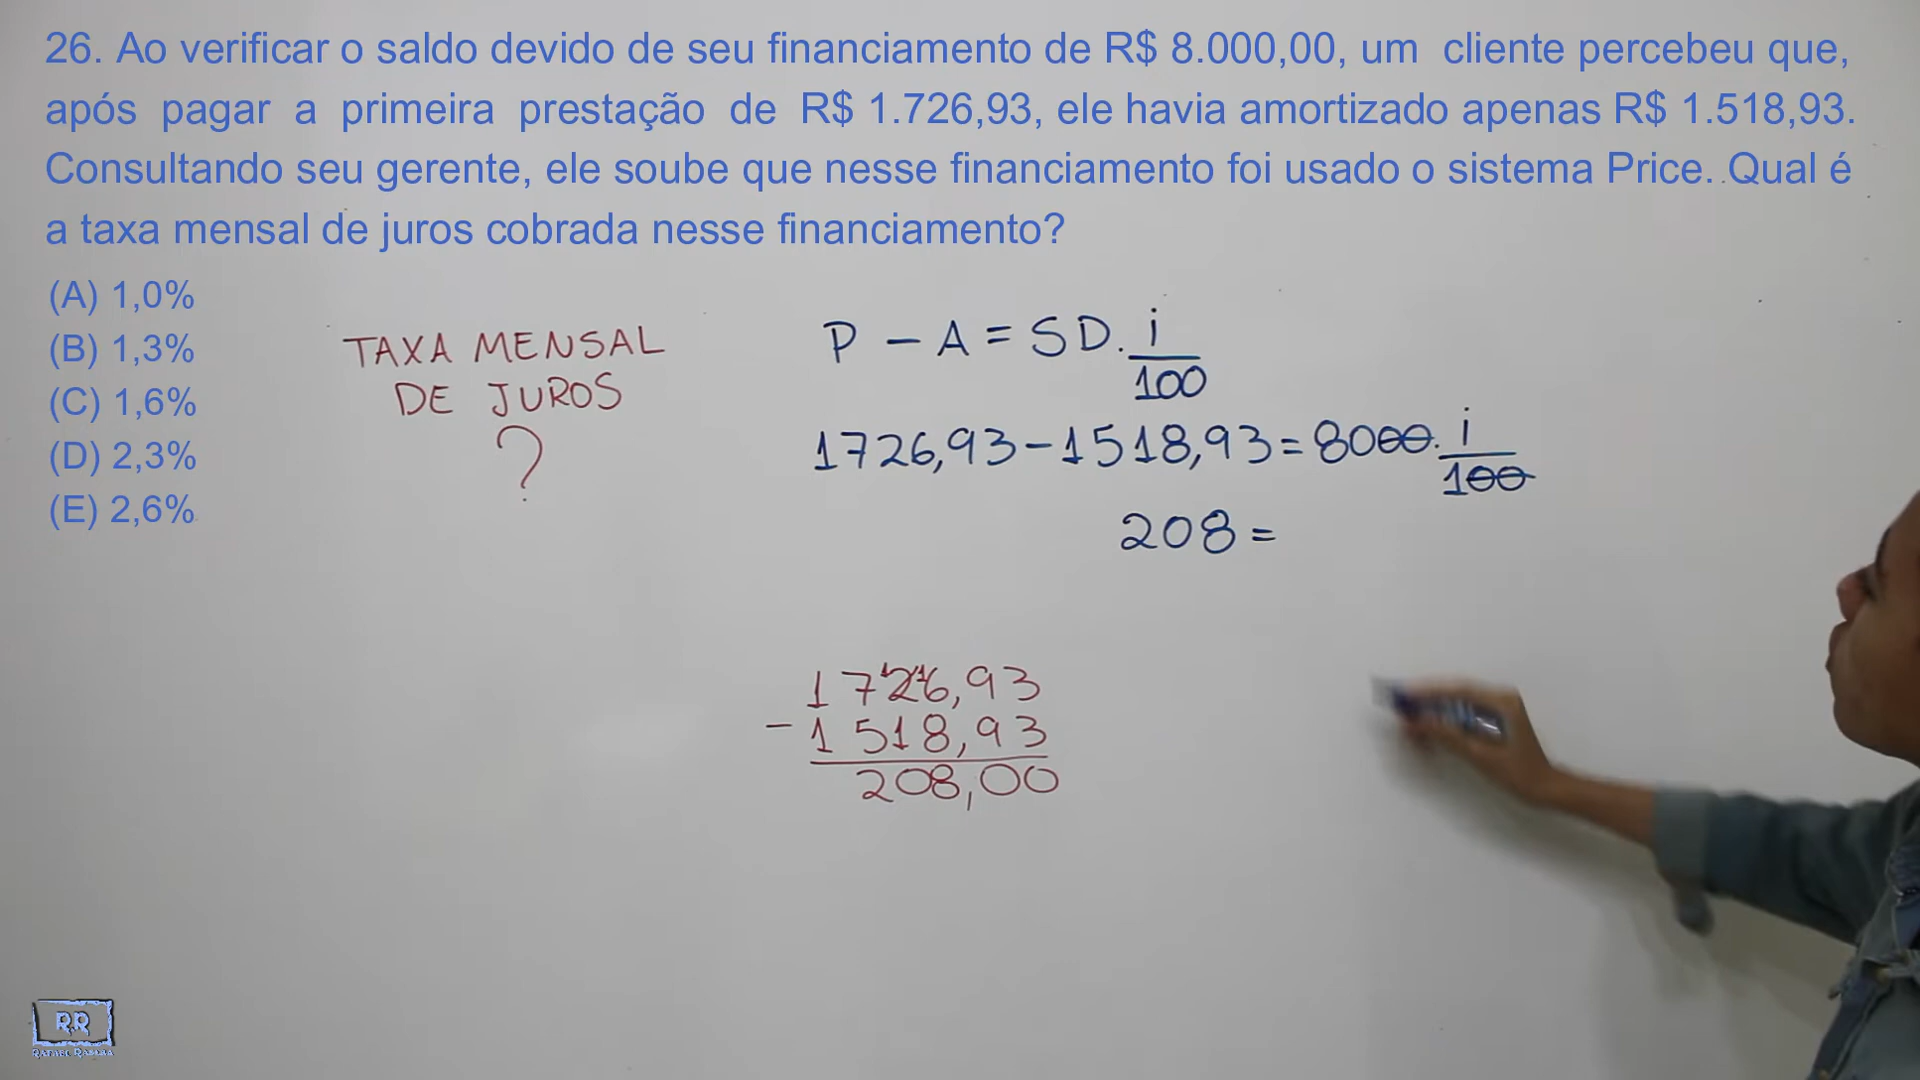 26. Ao verificar o saldo devido de seu financiamento de R$ 8.000,00, um cliente percebeu que,
após pagar a primeira prestação de R$ 1.726,93, ele havia amortizado apenas R$ 1.518,93.
Consultando seu gerente, ele soube que nesse financiamento foi usado o sistema Price. Qual é
a taxa mensal de juros cobrada nesse financiamento?
(A) 1,0%
(B) 1,3%
(C) 1,6%
(D) 2,3%
(E) 2,6%
TAXA MENSAL
DE JUROS
?
P - A = SD. i/100
1726,93 - 1518,93 = 8000. i/100
208 =
1726,93
- 1518,93
208,00
RR